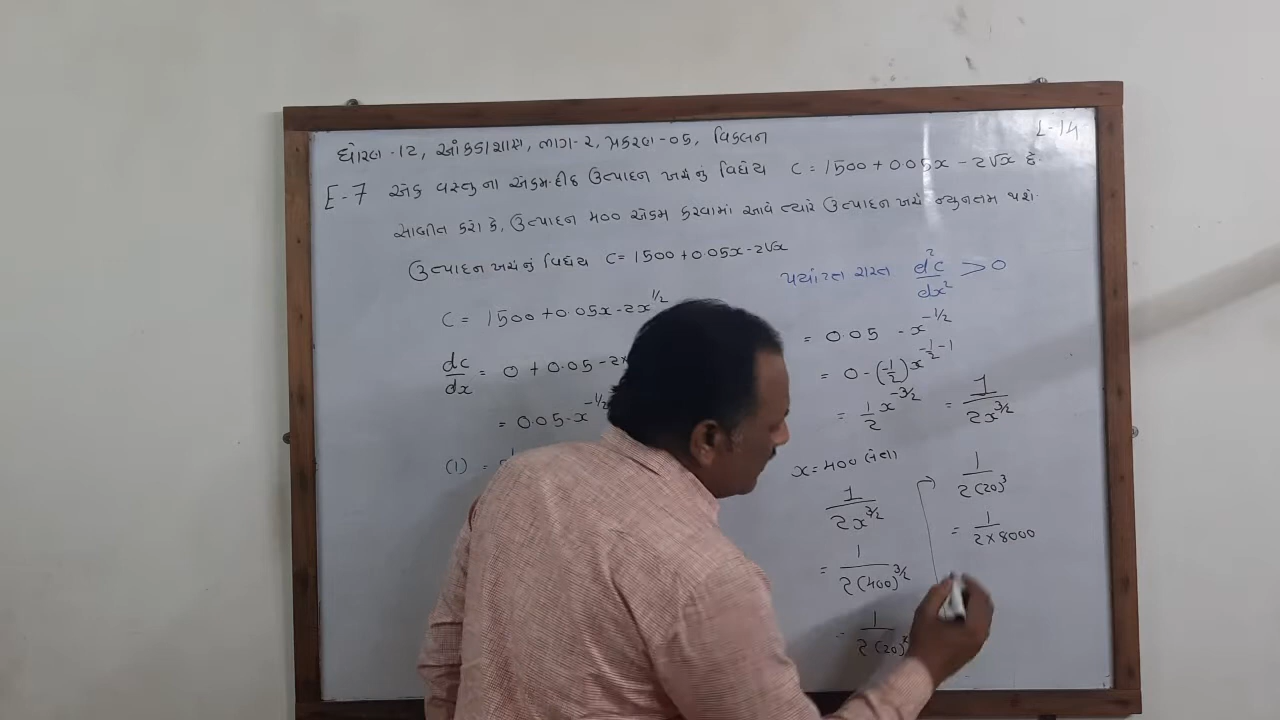 ધોરણ-12, આંકડાશાસ્ત્ર, ભાગ-2, પ્રકરણ-05, વિકલન
L-14
E-7 એક વસ્તુના એકમદીઠ ઉત્પાદન ખર્ચનું વિધેય C = 1500 + 0.05x - 2√x છે.
સાબીત કરો કે, ઉત્પાદન 400 એકમ કરવામાં આવે ત્યારે ઉત્પાદન ખર્ચ ન્યુનતમ થશે.
ઉત્પાદન ખર્ચનું વિધેય C = 1500 + 0.05x - 2√x
C = 1500 + 0.05x - 2x^1/2
dc/dx = 0 + 0.05 - 2×
= 0.05 - x^-1/2
(1) =
પર્યાપ્ત શરત d²c/dx² > 0
= 0.05 - x^-1/2
= 0 - (-1/2) x^-1/2-1
= 1/2 x^-3/2 = 1/2x^3/2
x = 400 લેતાં
1/2x^3/2
= 1/2(400)^3/2
= 1/2(20)
1/2(20)³
= 1/2×8000